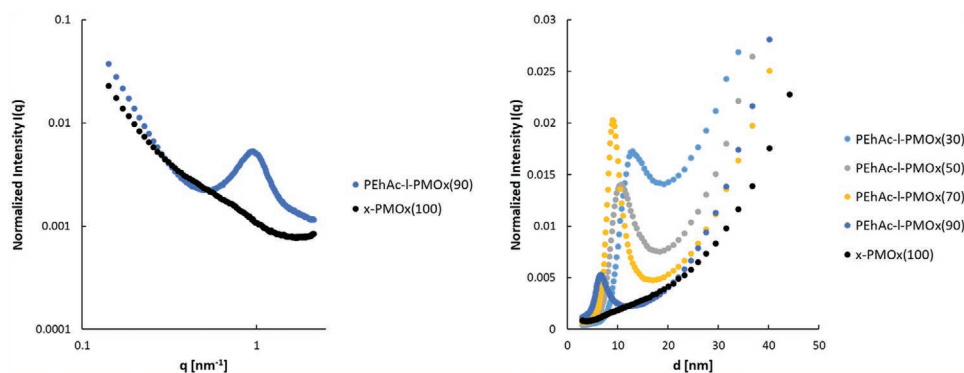 0.1
0.01
0.001
0.0001
0.1
1
Normalized Intensity I(q)
q [nm⁻¹]
PEhAc-l-PMOx(90)
x-PMOx(100)
0.03
0.025
0.02
0.015
0.01
0.005
0
0 10 20 30 40 50
Normalized Intensity I(q)
d [nm]
PEhAc-l-PMOx(30)
PEhAc-l-PMOx(50)
PEhAc-l-PMOx(70)
PEhAc-l-PMOx(90)
x-PMOx(100)